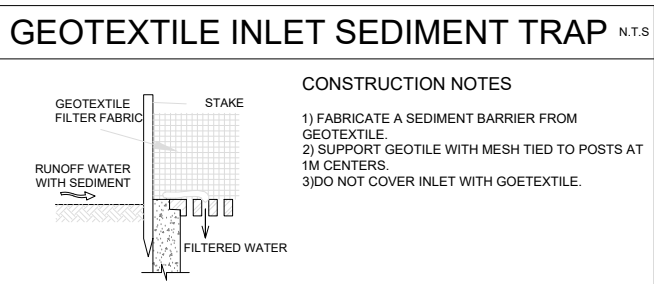 GEOTEXTILE INLET SEDIMENT TRAP N.T.S
CONSTRUCTION NOTES
GEOTEXTILE
FILTER FABRIC
STAKE
1) FABRICATE A SEDIMENT BARRIER FROM
GEOTEXTILE.
2) SUPPORT GEOTILE WITH MESH TIED TO POSTS AT
1M CENTERS.
3)DO NOT COVER INLET WITH GOETEXTILE.
RUNOFF WATER
WITH SEDIMENT
FILTERED WATER